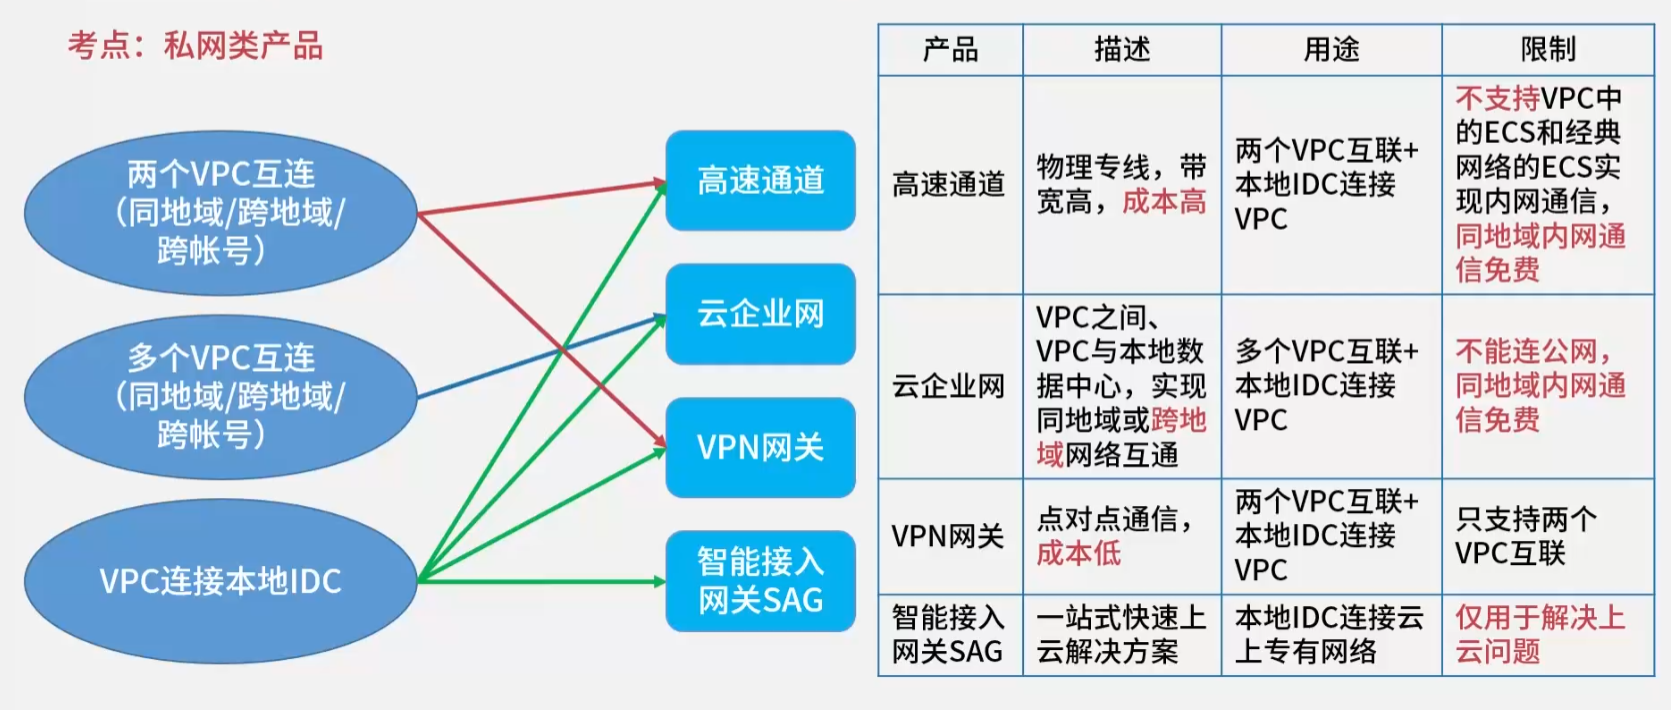 考点：私网类产品
两个VPC互连
（同地域/跨地域/
跨帐号）
多个VPC互连
（同地域/跨地域/
跨帐号）
VPC连接本地IDC
高速通道
云企业网
VPN网关
智能接入
网关SAG
产品
描述
用途
限制
高速通道
物理专线，带
宽高，成本高
两个VPC互联+
本地IDC连接
VPC
不支持VPC中
的ECS和经典
网络的ECS实
现内网通信，
同地域内网通
信免费
云企业网
VPC之间、
VPC与本地数
据中心，实现
同地域或跨地
域网络互通
多个VPC互联+
本地IDC连接
VPC
不能连公网，
同地域内网通
信免费
VPN网关
点对点通信，
成本低
两个VPC互联+
本地IDC连接
VPC
只支持两个
VPC互联
智能接入
网关SAG
一站式快速上
云解决方案
本地IDC连接云
上专有网络
仅用于解决上
云问题